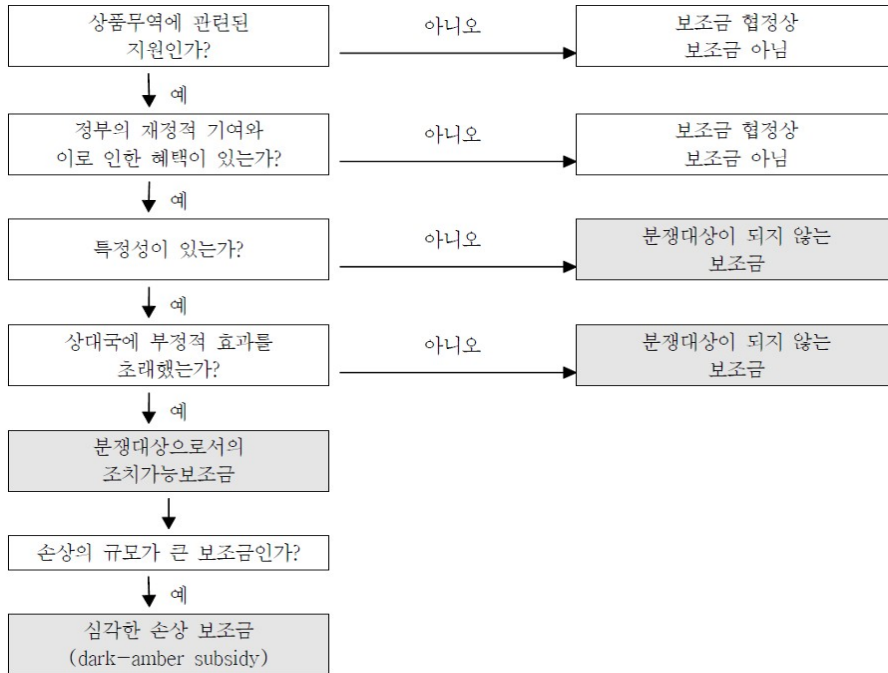 상품무역에 관련된
지원인가?
아니오
보조금 협정상
보조금 아님
예
정부의 재정적 기여와
이로 인한 혜택이 있는가?
아니오
보조금 협정상
보조금 아님
예
특정성이 있는가?
아니오
분쟁대상이 되지 않는
보조금
예
상대국에 부정적 효과를
초래했는가?
아니오
분쟁대상이 되지 않는
보조금
예
분쟁대상으로서의
조치가능보조금
손상의 규모가 큰 보조금인가?
예
심각한 손상 보조금
(dark-amber subsidy)